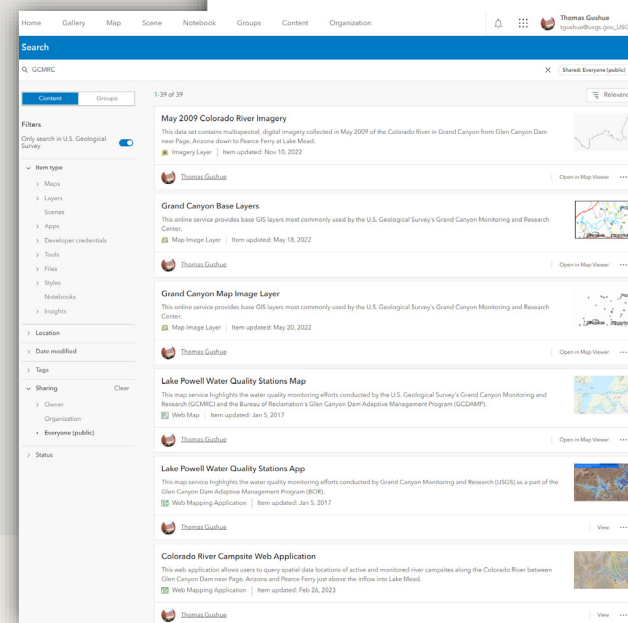 Home Gallery Map Scene Notebook Groups Content Organization
Thomas Gushue
tgushue@usgs.gov_USG
Search
GCMRC
Shared: Everyone (public)
Content Groups
1-39 of 39
Relevanc
Filters
Only search in U.S. Geological
Survey
Item type
Maps
Layers
Scenes
Apps
Developer credentials
Tools
Files
Styles
Notebooks
Insights
Location
Date modified
Tags
Sharing Clear
Owner
Organization
Everyone (public)
Status
May 2009 Colorado River Imagery
This data set contains multispectral, digital imagery collected in May 2009 of the Colorado River in Grand Canyon from Glen Canyon Dam
near Page, Arizona down to Pearce Ferry at Lake Mead.
Imagery Layer | Item updated: Nov 10, 2022
Thomas Gushue
Open in Map Viewer
Grand Canyon Base Layers
This online service provides base GIS layers most commonly used by the U.S. Geological Survey's Grand Canyon Monitoring and Research
Center.
Map Image Layer | Item updated: May 18, 2022
Thomas Gushue
Open in Map Viewer
Grand Canyon Map Image Layer
This online service provides base GIS layers most commonly used by the U.S. Geological Survey's Grand Canyon Monitoring and Research
Center.
Map Image Layer | Item updated: May 20, 2022
Thomas Gushue
Open in Map Viewer
Lake Powell Water Quality Stations Map
This map service highlights the water quality monitoring efforts conducted by the U.S. Geological Survey's Grand Canyon Monitoring and
Research (GCMRC) and the Bureau of Reclamation's Glen Canyon Dam Adaptive Management Program (GCDAMP).
Web Map | Item updated: Jan 5, 2017
Thomas Gushue
Open in Map Viewer
Lake Powell Water Quality Stations App
This map service highlights the water quality monitoring efforts conducted by Grand Canyon Monitoring and Research (USGS) as a part of the
Glen Canyon Dam Adaptive Management Program (BOR).
Web Mapping Application | Item updated: Jan 5, 2017
Thomas Gushue
View
Colorado River Campsite Web Application
This web application allows users to query spatial data locations of active and monitored river campsites along the Colorado River between
Glen Canyon Dam near Page, Arizona and Pearce Ferry just above the inflow into Lake Mead.
Web Mapping Application | Item updated: Feb 26, 2023
Thomas Gushue
View